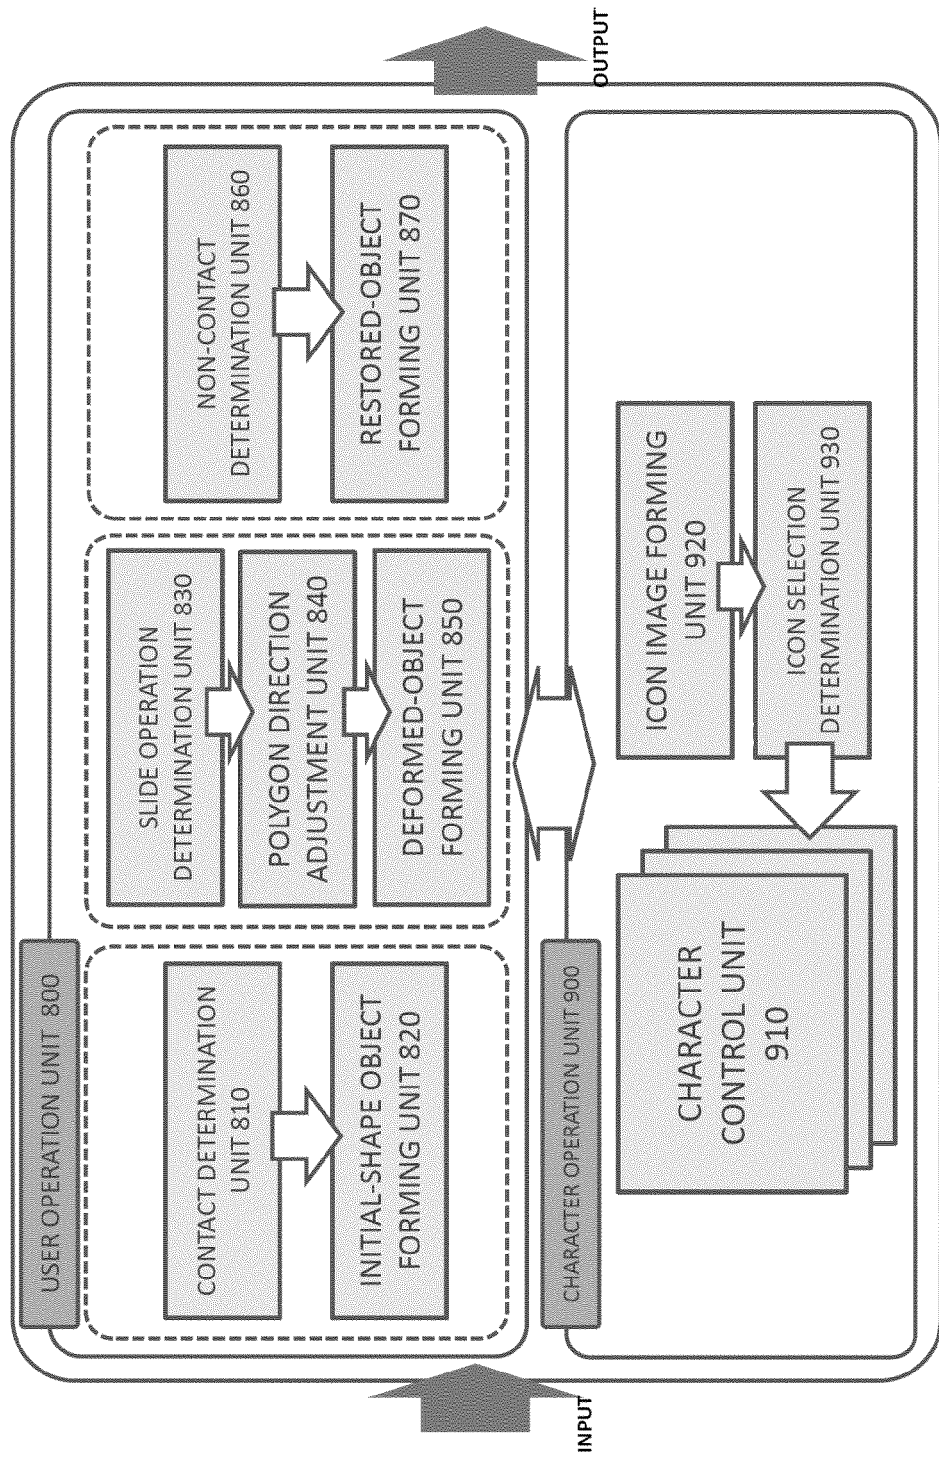 INPUT
USER OPERATION UNIT 800
CONTACT DETERMINATION
UNIT 810
INITIAL-SHAPE OBJECT
FORMING UNIT 820
SLIDE OPERATION
DETERMINATION UNIT 830
POLYGON DIRECTION
ADJUSTMENT UNIT 840
DEFORMED-OBJECT
FORMING UNIT 850
NON-CONTACT
DETERMINATION UNIT 860
RESTORED-OBJECT
FORMING UNIT 870
CHARACTER OPERATION UNIT 900
CHARACTER
CONTROL UNIT
910
ICON IMAGE FORMING
UNIT 920
ICON SELECTION
DETERMINATION UNIT 930
OUTPUT